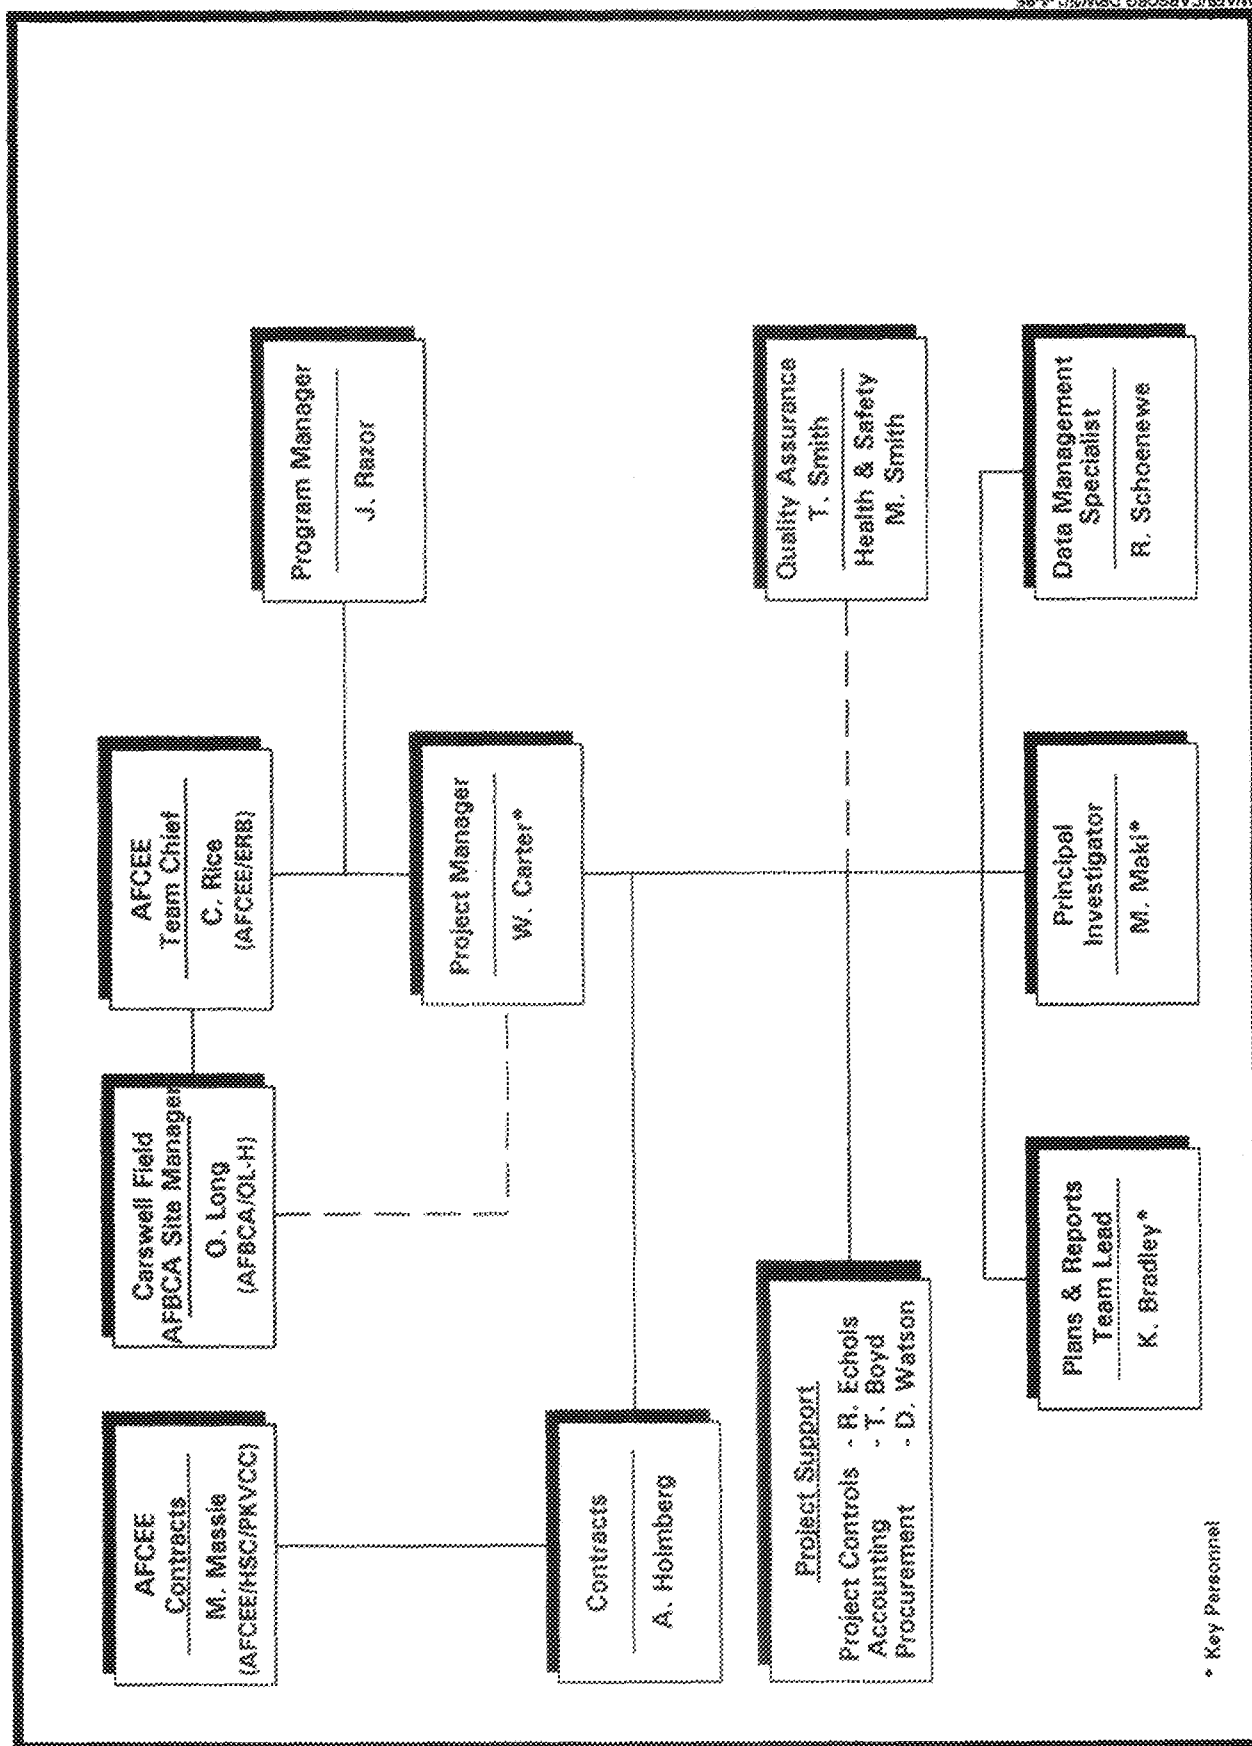 AFCEE
Contracts
M. Massie
(AFCEE/HSC/PKVCC)
Carswell Field
AFBCA Site Manager
O. Long
(AFBCA/OL-H)
AFCEE
Team Chief
C. Rice
(AFCEE/ERB)
Program Manager
J. Razor
Project Manager
W. Carter*
Contracts
A. Holmberg
Project Support
Project Controls - R. Echols
Accounting - T. Boyd
Procurement - D. Watson
Quality Assurance
T. Smith
Health & Safety
M. Smith
Plans & Reports
Team Lead
K. Bradley*
Principal
Investigator
M. Maki*
Data Management
Specialist
R. Schoenewe
* Key Personnel